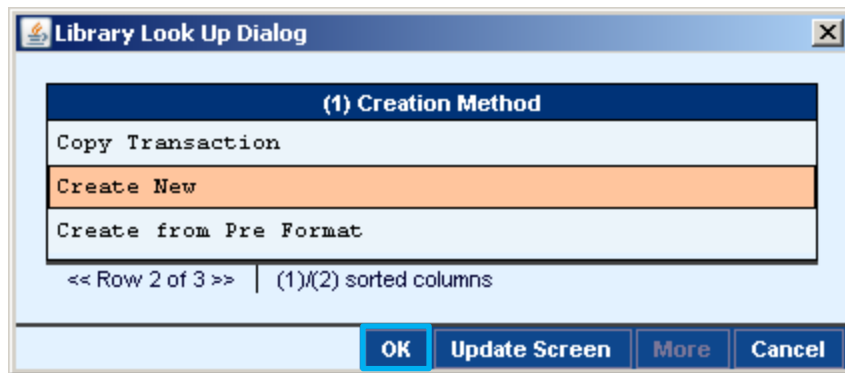 Library Look Up Dialog
(1) Creation Method
Copy Transaction
Create New
Create from Pre Format
<< Row 2 of 3 >> | (1)/(2) sorted columns
OK Update Screen More Cancel